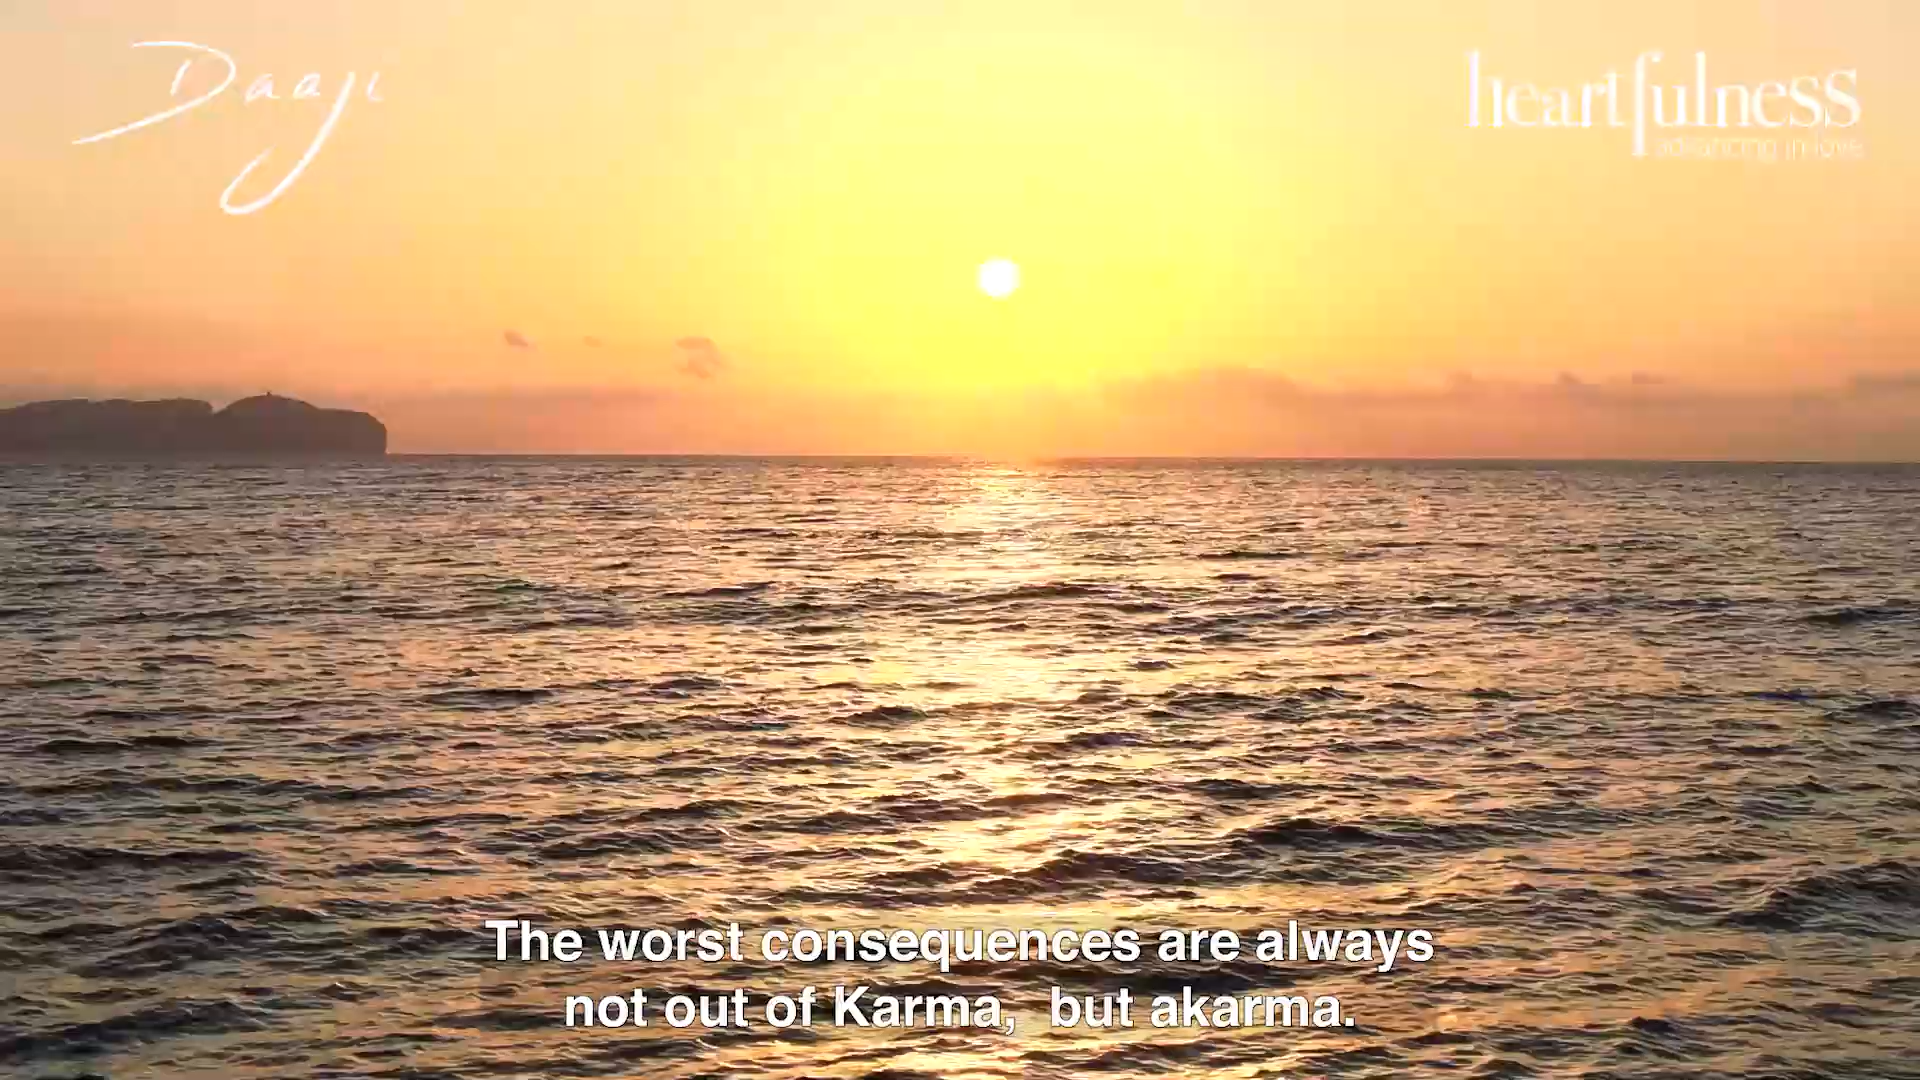 Daaji
heartfulness
advancing in love
The worst consequences are always
not out of Karma, but akarma.